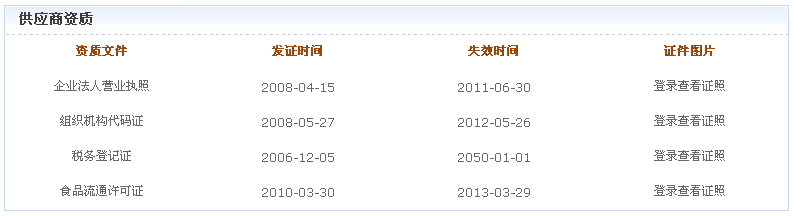 供应商资质
资质文件 发证时间 失效时间 证件图片
企业法人营业执照 2008-04-15 2011-06-30 登录查看证照
组织机构代码证 2008-05-27 2012-05-26 登录查看证照
税务登记证 2006-12-05 2050-01-01 登录查看证照
食品流通许可证 2010-03-30 2013-03-29 登录查看证照